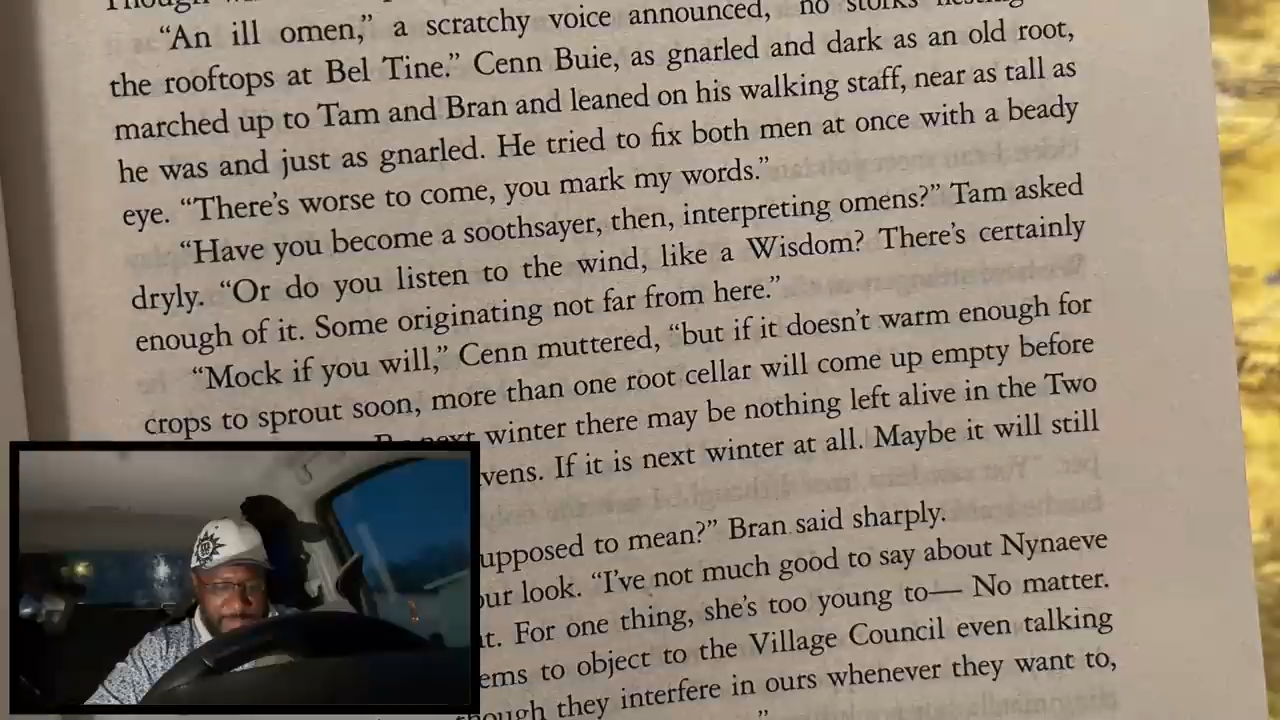 “An ill omen,” a scratchy voice announced, no storks
the rooftops at Bel Tine.” Cenn Buie, as gnarled and dark as an old root,
marched up to Tam and Bran and leaned on his walking staff, near as tall as
he was and just as gnarled. He tried to fix both men at once with a beady
eye. “There’s worse to come, you mark my words.”
“Have you become a soothsayer, then, interpreting omens?” Tam asked
dryly. “Or do you listen to the wind, like a Wisdom? There’s certainly
enough of it. Some originating not far from here.”
“Mock if you will,” Cenn muttered, “but if it doesn’t warm enough for
crops to sprout soon, more than one root cellar will come up empty before
next winter there may be nothing left alive in the Two
vens. If it is next winter at all. Maybe it will still
upposed to mean?” Bran said sharply.
our look. “I’ve not much good to say about Nynaeve
For one thing, she’s too young to— No matter.
ems to object to the Village Council even talking
hough they interfere in ours whenever they want to,